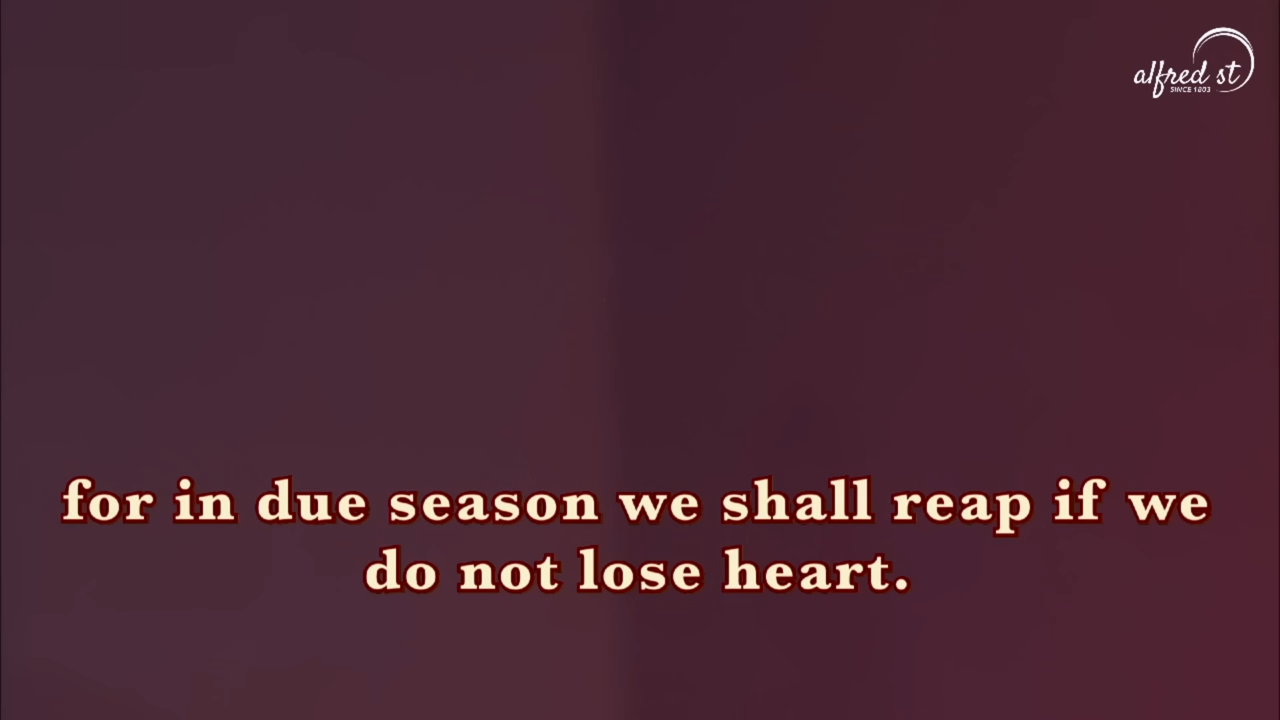 alfred st
SINCE 1803
for in due season we shall reap if we
do not lose heart.